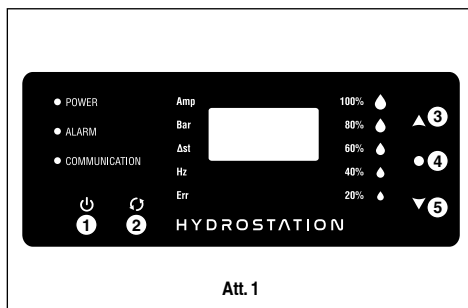 POWER
ALARM
COMMUNICATION
1
2
Amp
Bar
Δst
Hz
Err
100%
80%
60%
40%
20%
3
4
5
HYDROSTATION
Att. 1